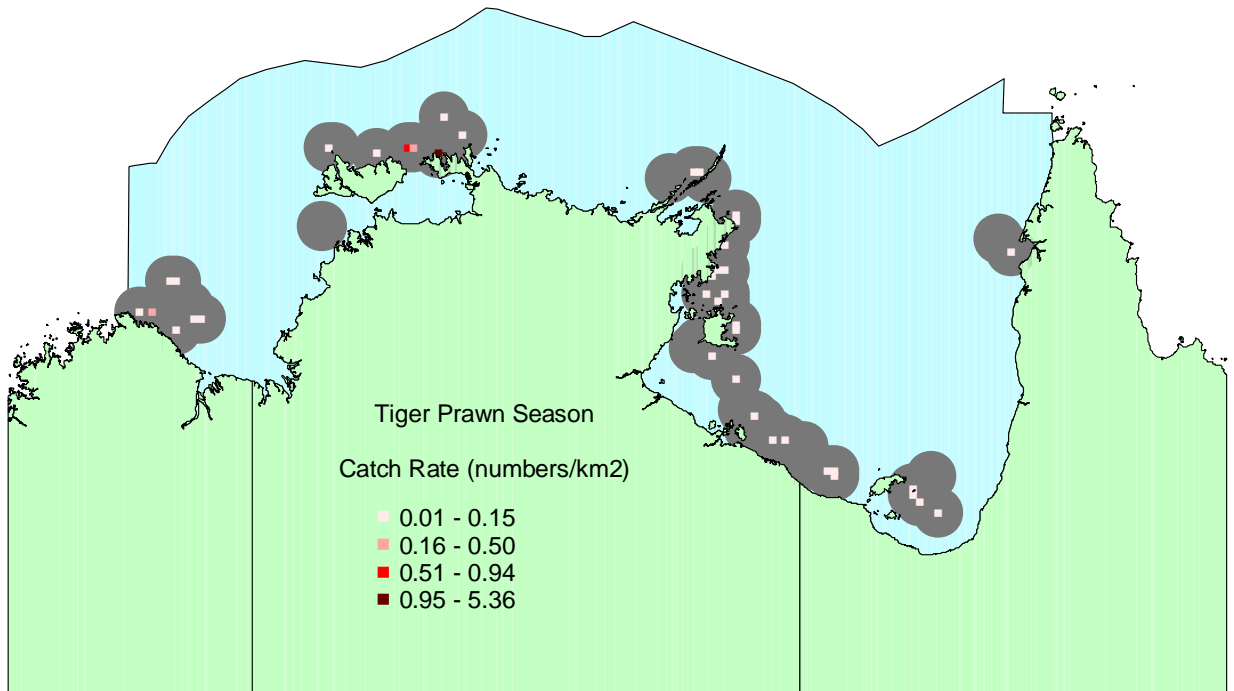 Tiger Prawn Season
Catch Rate (numbers/km2)
0.01 - 0.15
0.16 - 0.50
0.51 - 0.94
0.95 - 5.36